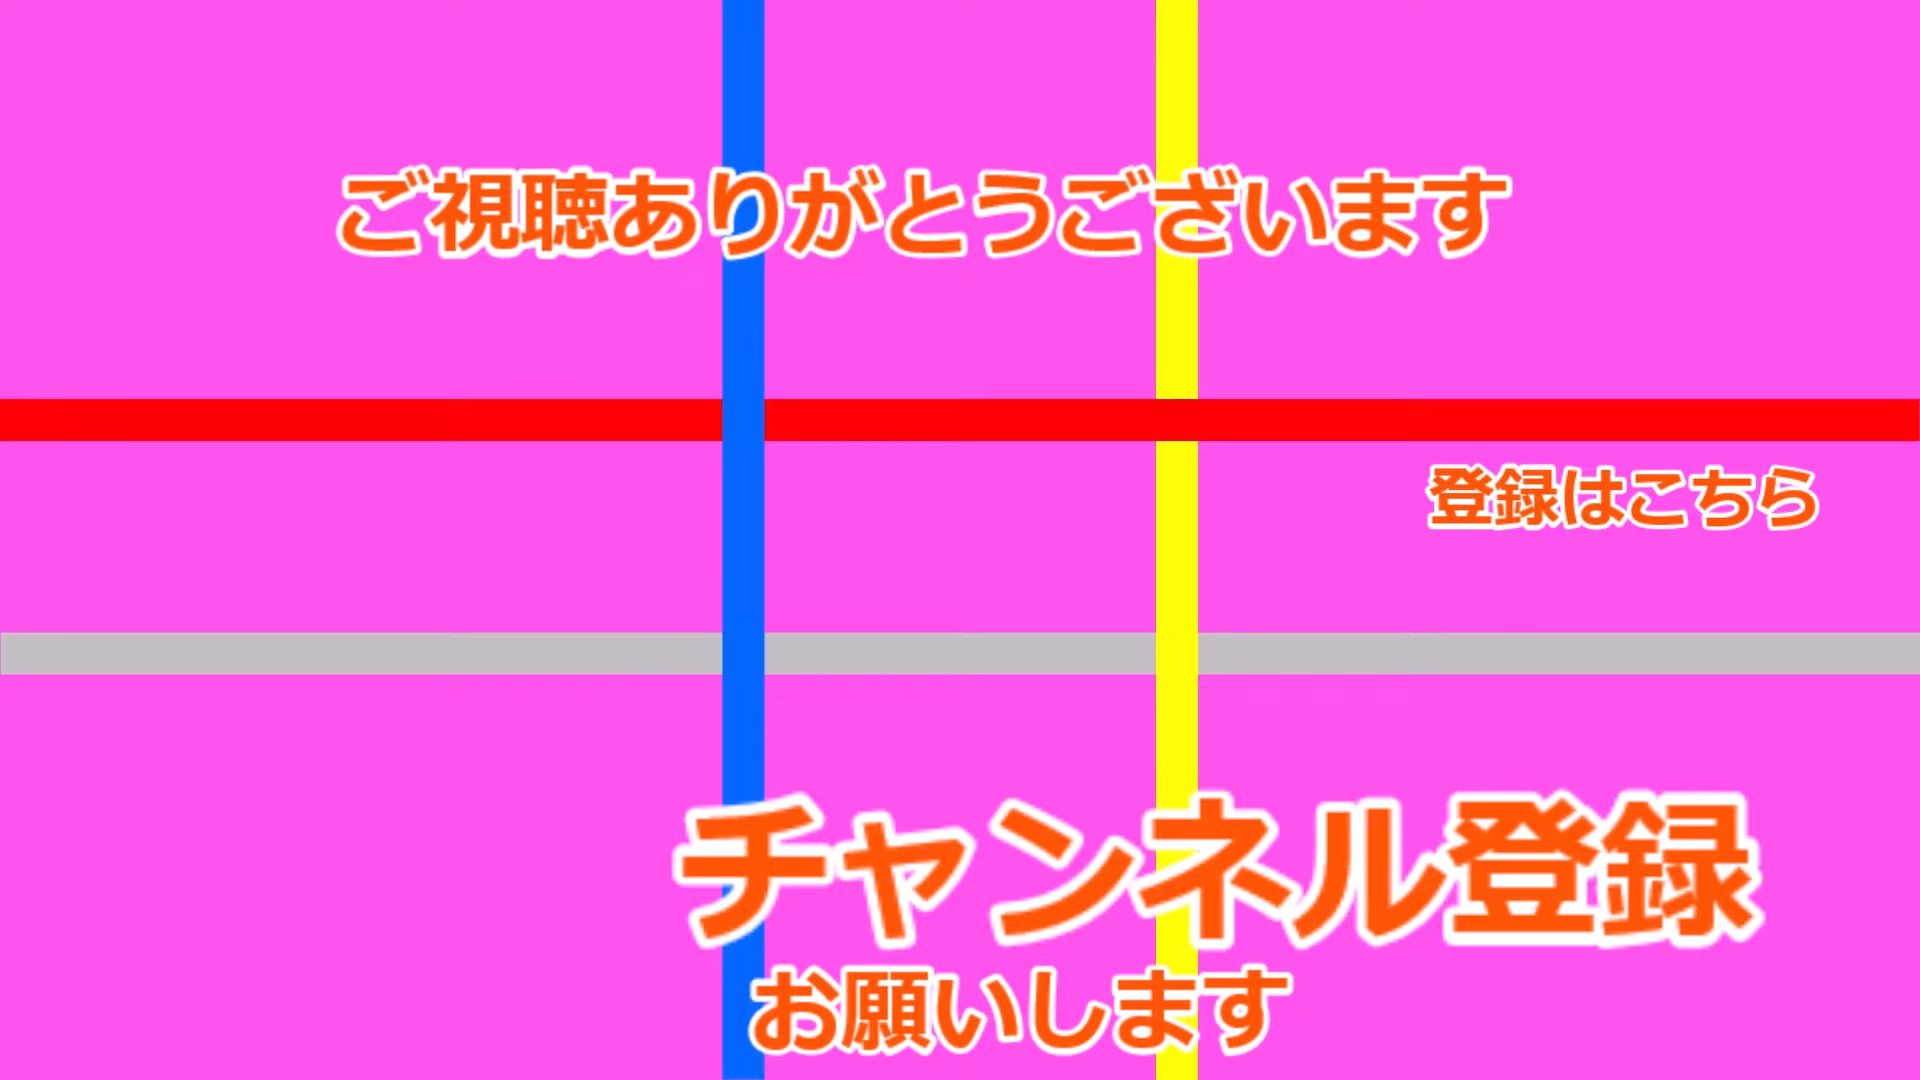 ご視聴ありがとうございます
登録はこちら
チャンネル登録
お願いします